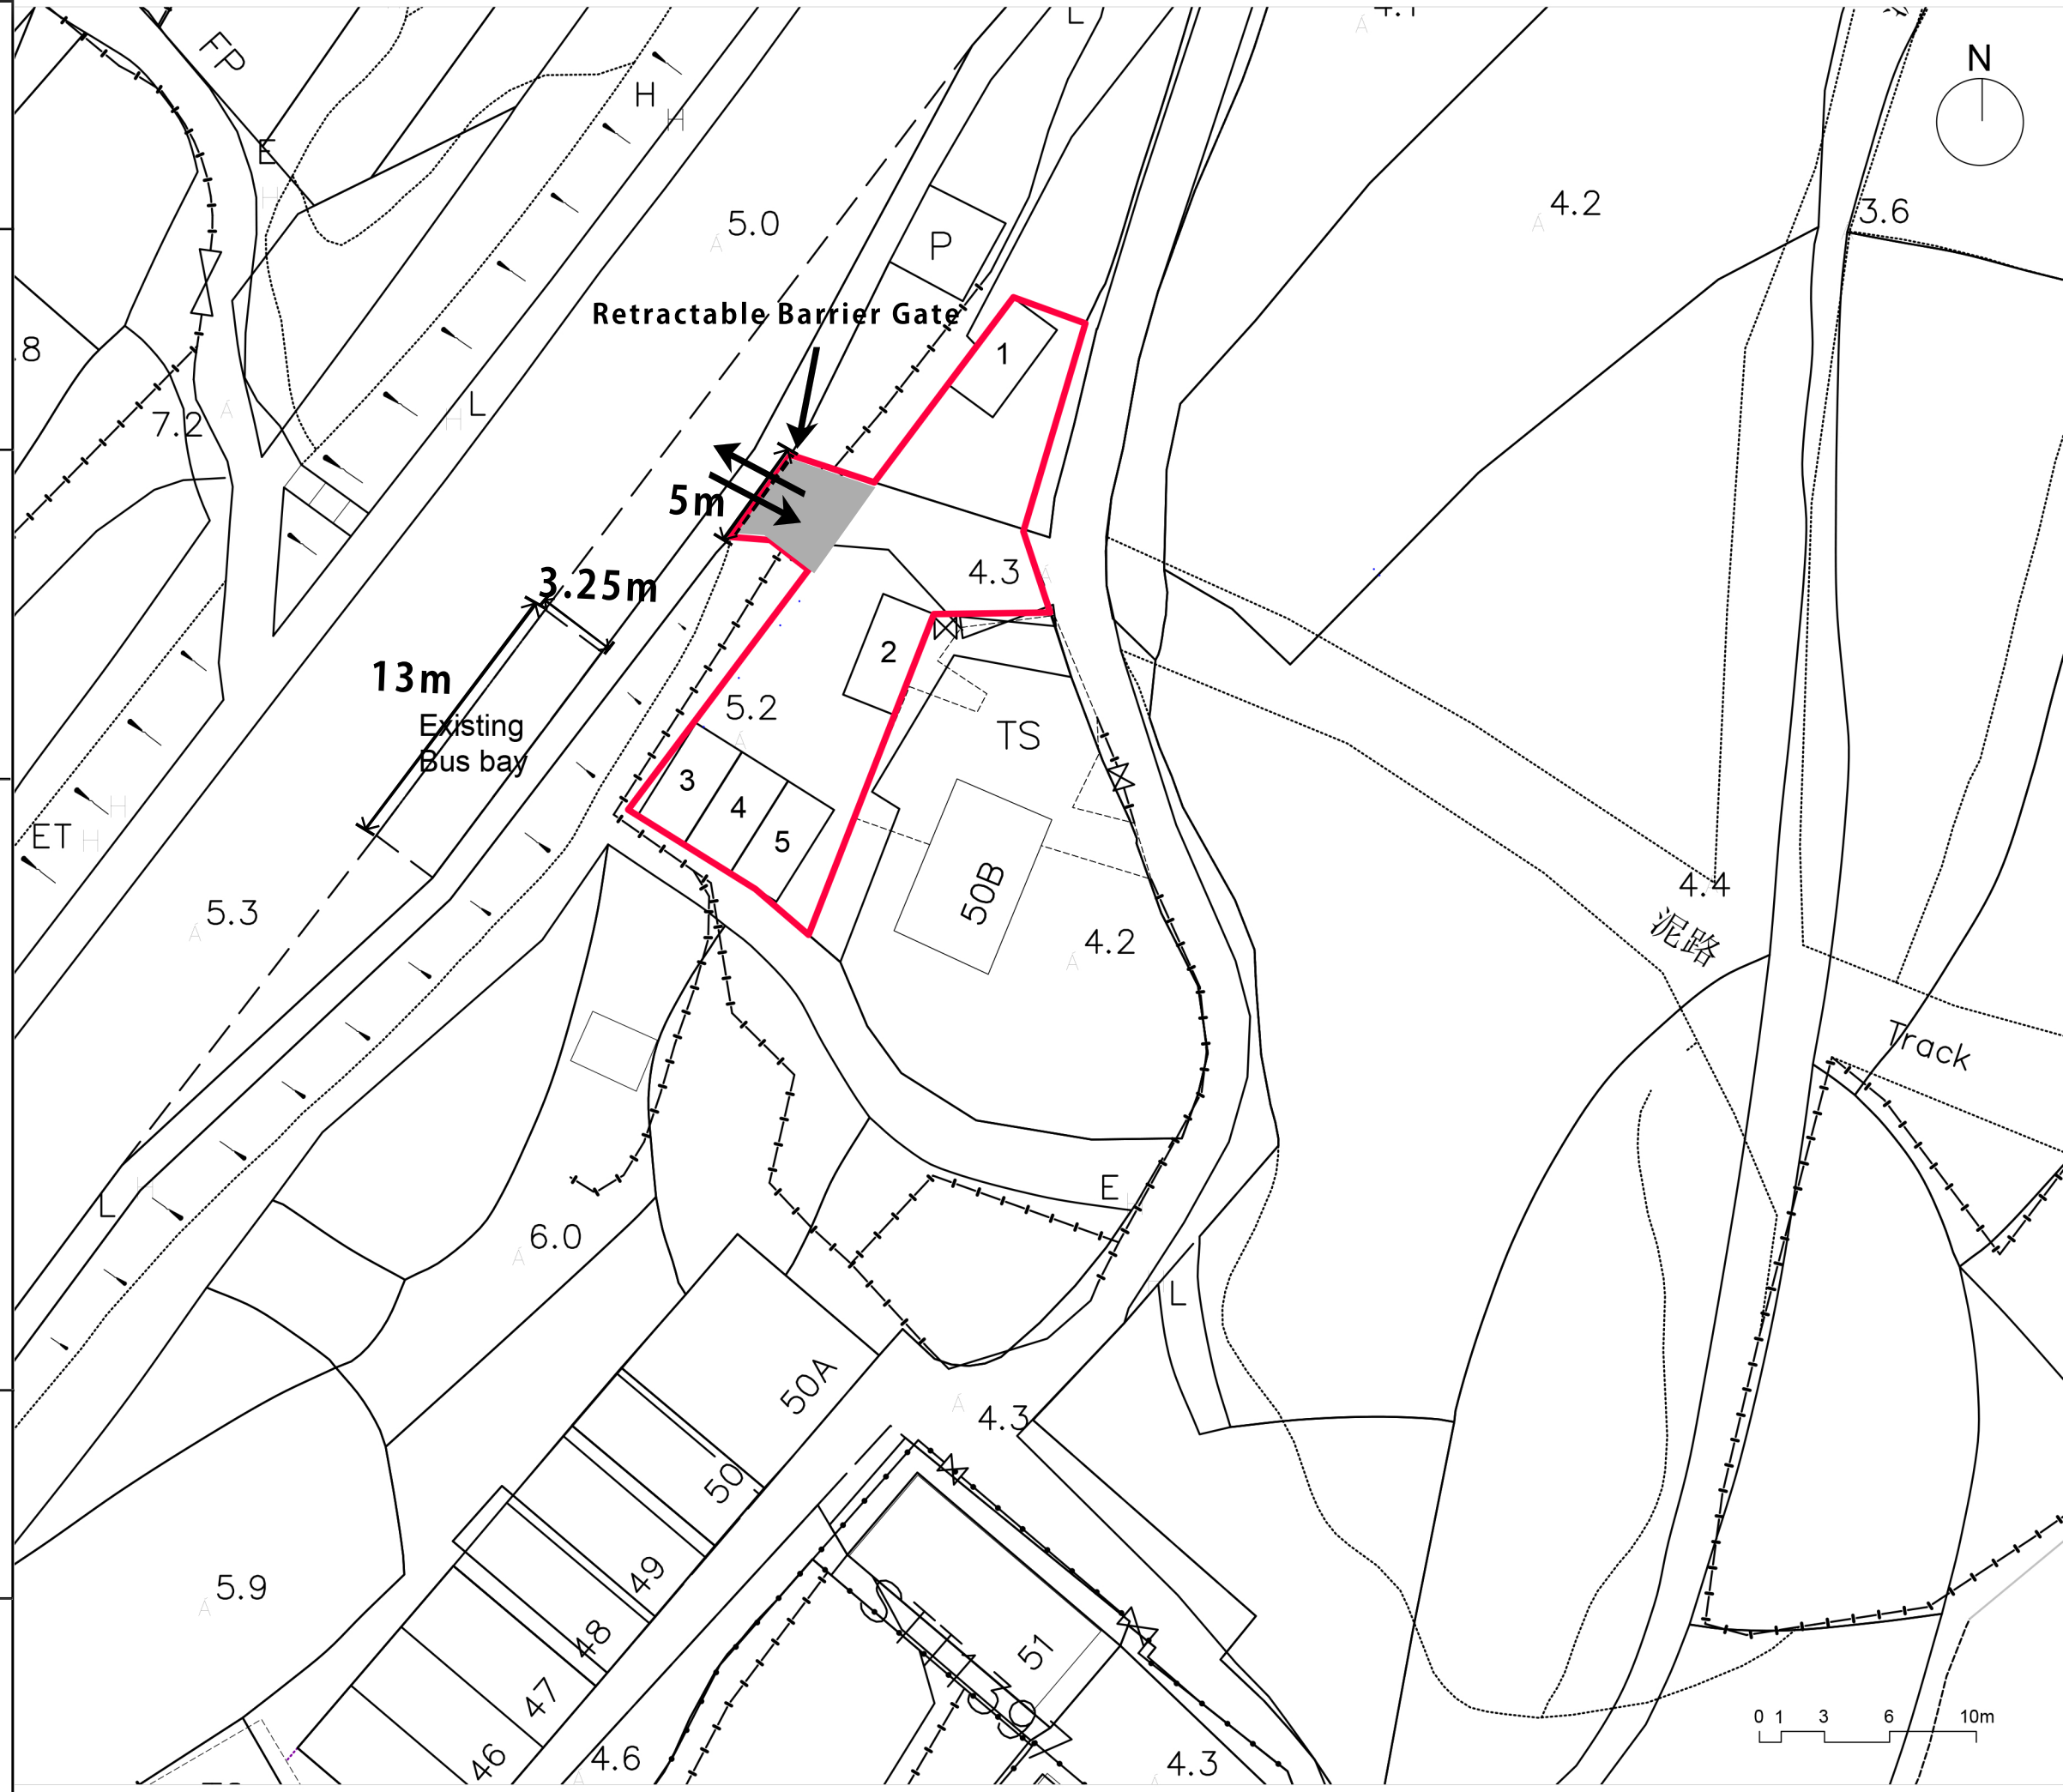 L
4.1
N
FP
H
H
E
H
4.2
3.6
5.0
P
Retractable Barrier Gate
.8
1
L
H
7.2
5m
3.25m
4.3
2
13m
5.2
Existing
Bus bay
TS
3
4
5
H
ET
H
50B
4.4
5.3
泥路
4.2
Track
L
E
6.0
L
50A
4.3
50
49
5.9
48
51
47
46
4.6
4.3
0 1 3 6 10m